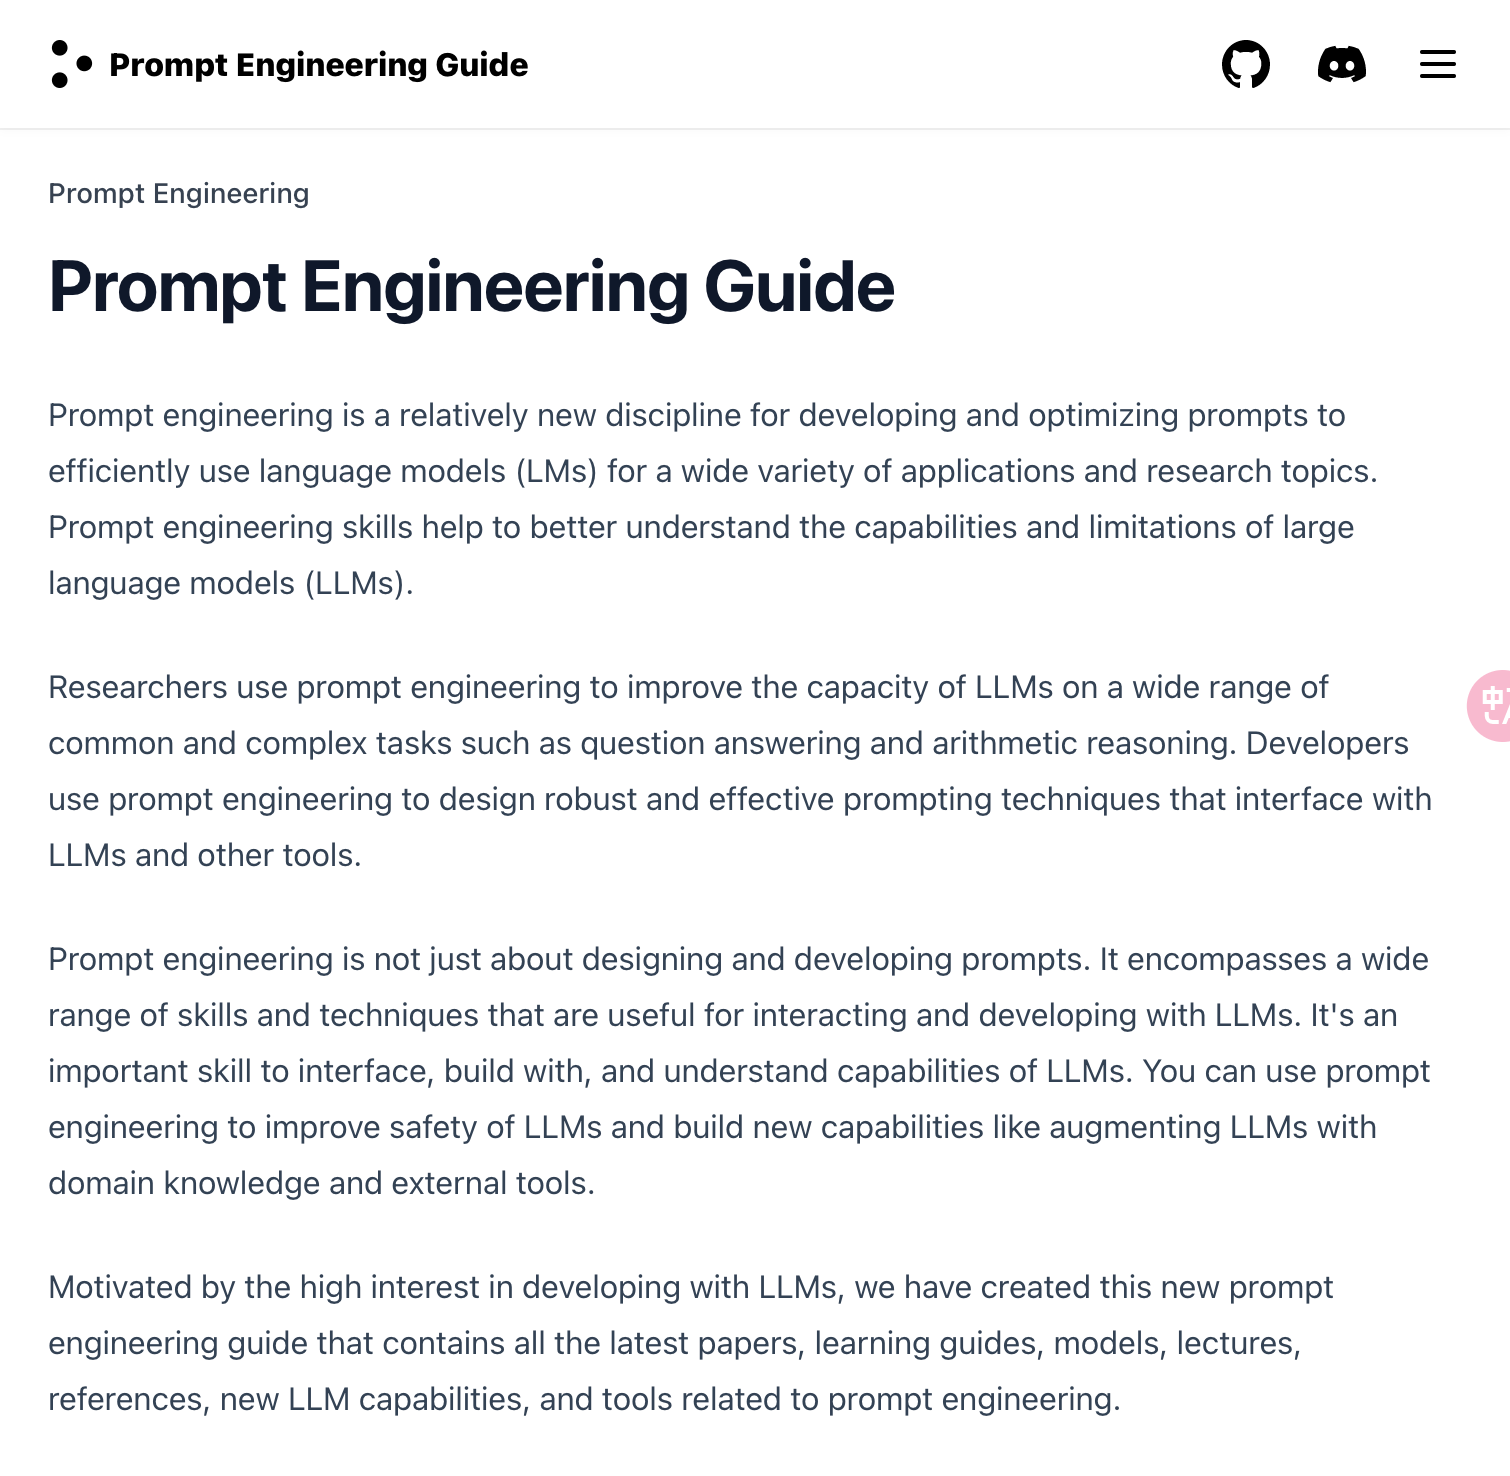 Prompt Engineering Guide
Prompt Engineering
Prompt Engineering Guide
Prompt engineering is a relatively new discipline for developing and optimizing prompts to
efficiently use language models (LMs) for a wide variety of applications and research topics.
Prompt engineering skills help to better understand the capabilities and limitations of large
language models (LLMs).
Researchers use prompt engineering to improve the capacity of LLMs on a wide range of
common and complex tasks such as question answering and arithmetic reasoning. Developers
use prompt engineering to design robust and effective prompting techniques that interface with
LLMs and other tools.
Prompt engineering is not just about designing and developing prompts. It encompasses a wide
range of skills and techniques that are useful for interacting and developing with LLMs. It's an
important skill to interface, build with, and understand capabilities of LLMs. You can use prompt
engineering to improve safety of LLMs and build new capabilities like augmenting LLMs with
domain knowledge and external tools.
Motivated by the high interest in developing with LLMs, we have created this new prompt
engineering guide that contains all the latest papers, learning guides, models, lectures,
references, new LLM capabilities, and tools related to prompt engineering.
中